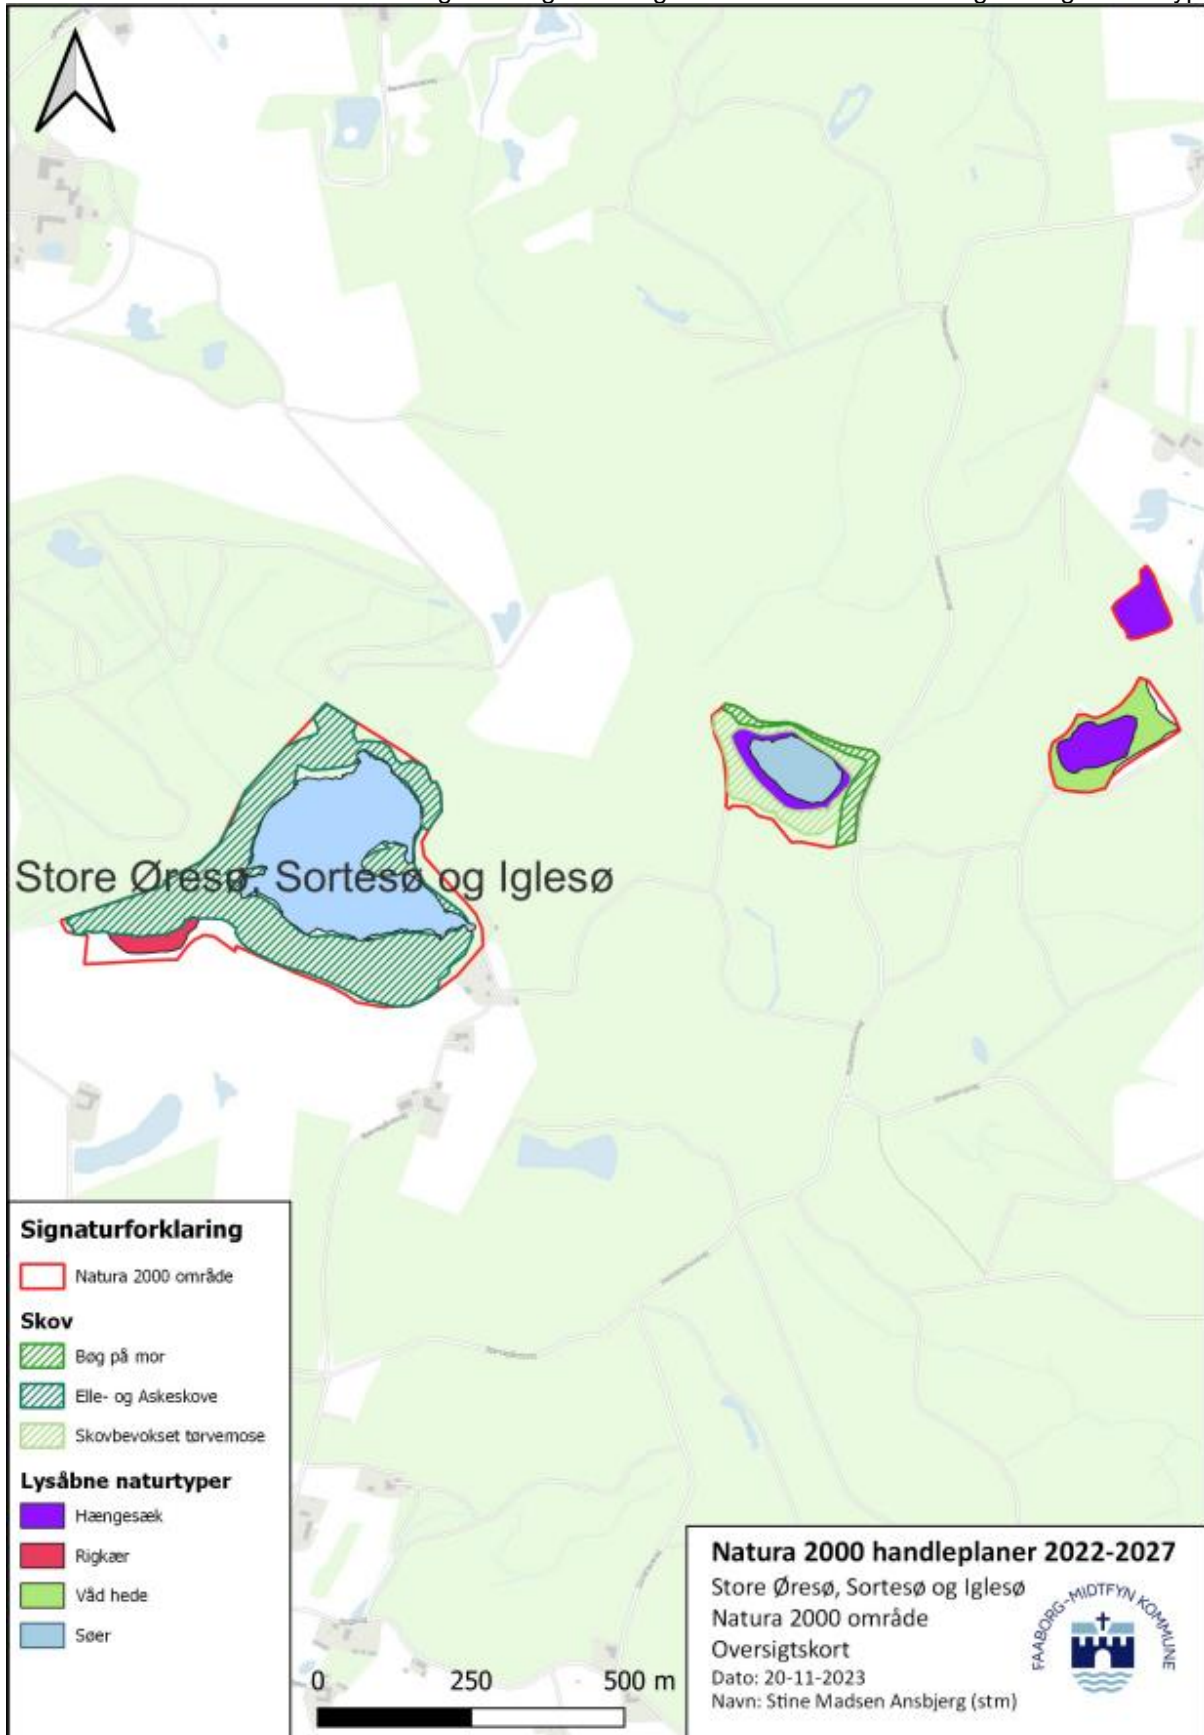 Store Øresø, Sortesø og Iglesø
Signaturforklaring
Natura 2000 område
Skov
Bøg på mor
Elle- og Askeskove
Skovbevokset tørvemose
Lysåbne naturtyper
Hængesæk
Rigkær
Våd hede
Søer
0 250 500 m
Natura 2000 handleplaner 2022-2027
Store Øresø, Sortesø og Iglesø
Natura 2000 område
Oversigtskort
Dato: 20-11-2023
Navn: Stine Madsen Ansbjerg (stm)
FAABORG-MIDTFYN KOMMUNE